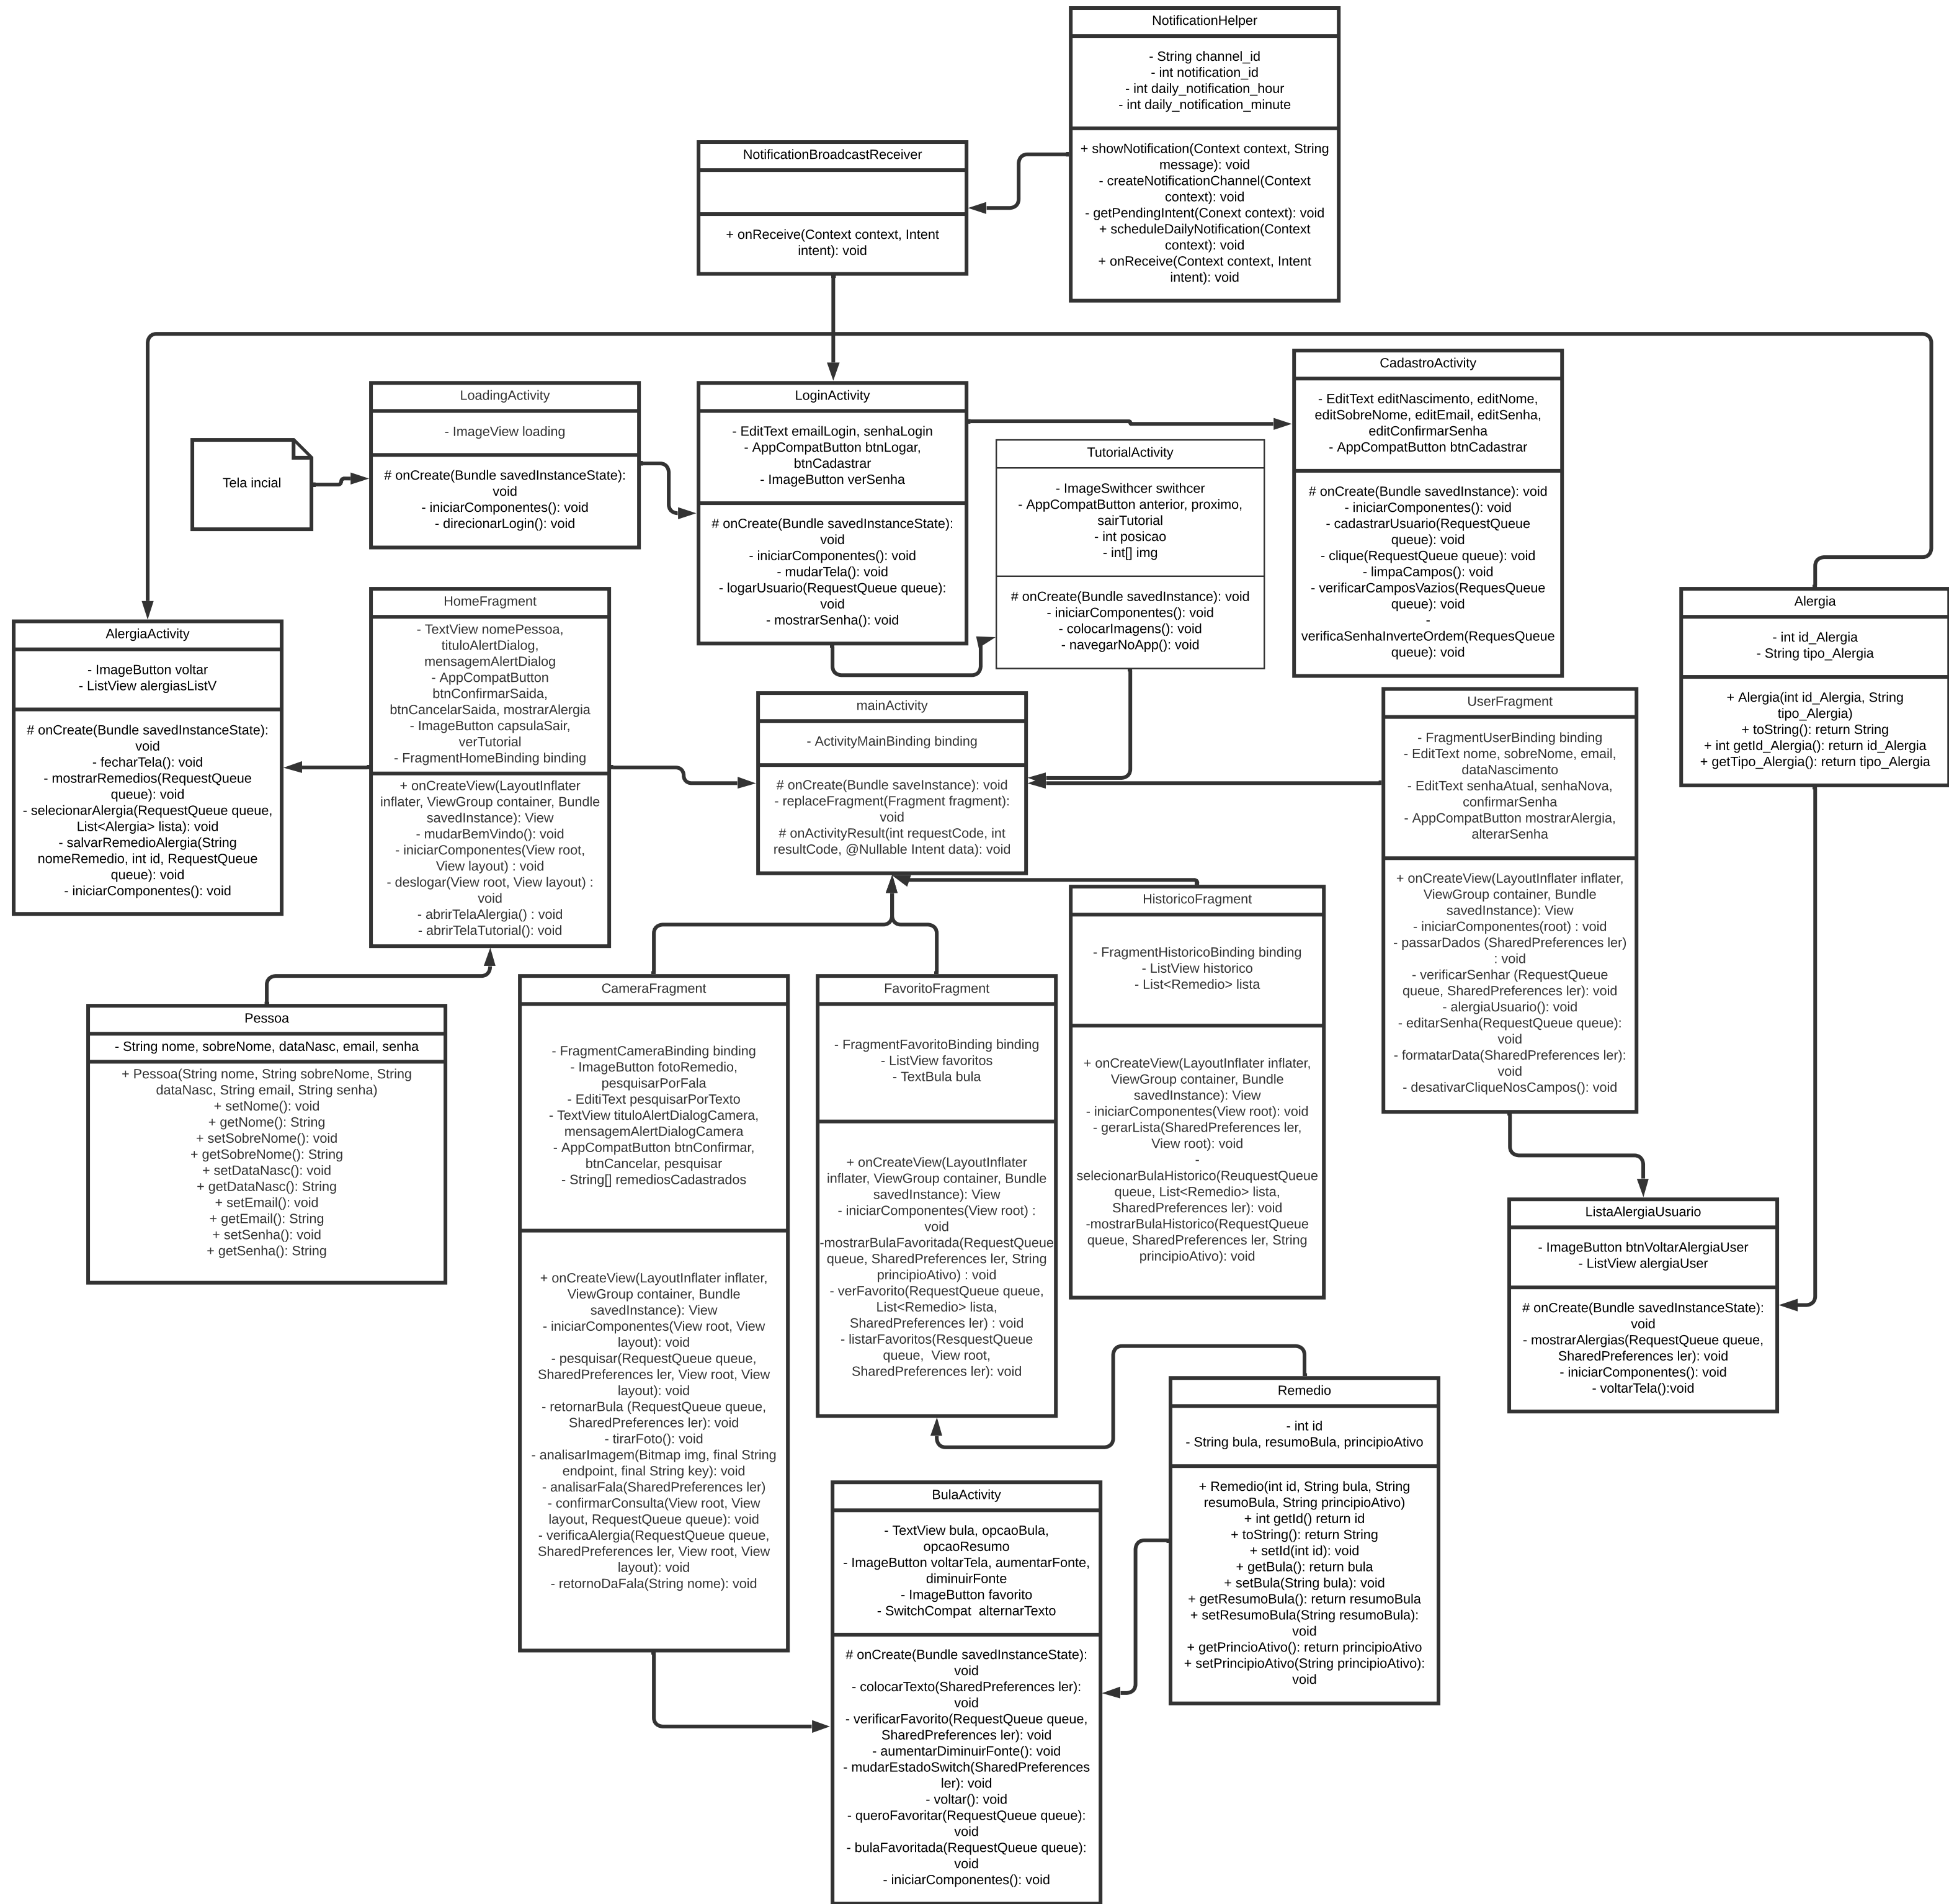 NotificationHelper
- String channel_id
- int notification_id
- int daily_notification_hour
- int daily_notification_minute
+ showNotification(Context context, String
message): void
- createNotificationChannel(Context
context): void
- getPendingIntent(Conext context): void
+ scheduleDailyNotification(Context
context): void
+ onReceive(Context context, Intent
intent): void
NotificationBroadcastReceiver
+ onReceive(Context context, Intent
intent): void
Tela incial
LoadingActivity
- ImageView loading
# onCreate(Bundle savedInstanceState):
void
- iniciarComponentes(): void
- direcionarLogin(): void
LoginActivity
- EditText emailLogin, senhaLogin
- AppCompatButton btnLogar,
btnCadastrar
- ImageButton verSenha
# onCreate(Bundle savedInstanceState):
void
- iniciarComponentes(): void
- mudarTela(): void
- logarUsuario(RequestQueue queue):
void
- mostrarSenha(): void
TutorialActivity
- ImageSwithcer swithcer
- AppCompatButton anterior, proximo,
sairTutorial
- int posicao
- int[] img
# onCreate(Bundle savedInstance): void
- iniciarComponentes(): void
- colocarImagens(): void
- navegarNoApp(): void
CadastroActivity
- EditText editNascimento, editNome,
editSobreNome, editEmail, editSenha,
editConfirmarSenha
- AppCompatButton btnCadastrar
# onCreate(Bundle savedInstance): void
- iniciarComponentes(): void
- cadastrarUsuario(RequestQueue
queue): void
- clique(RequestQueue queue): void
- limpaCampos(): void
- verificarCamposVazios(RequesQueue
queue): void
-
verificaSenhaInverteOrdem(RequesQueue
queue): void
Alergia
- int id_Alergia
- String tipo_Alergia
+ Alergia(int id_Alergia, String
tipo_Alergia)
+ toString(): return String
+ int getId_Alergia(): return id_Alergia
+ getTipo_Alergia(): return tipo_Alergia
AlergiaActivity
- ImageButton voltar
- ListView alergiasListV
# onCreate(Bundle savedInstanceState):
void
- fecharTela(): void
- mostrarRemedios(RequestQueue
queue): void
- selecionarAlergia(RequestQueue queue,
List<Alergia> lista): void
- salvarRemedioAlergia(String
nomeRemedio, int id, RequestQueue
queue): void
- iniciarComponentes(): void
HomeFragment
- TextView nomePessoa,
tituloAlertDialog,
mensagemAlertDialog
- AppCompatButton
btnConfirmarSaida,
btnCancelarSaida, mostrarAlergia
- ImageButton capsulaSair,
verTutorial
- FragmentHomeBinding binding
+ onCreateView(LayoutInflater
inflater, ViewGroup container, Bundle
savedInstance): View
- mudarBemVindo(): void
- iniciarComponentes(View root,
View layout) : void
- deslogar(View root, View layout) :
void
- abrirTelaAlergia() : void
- abrirTelaTutorial(): void
mainActivity
- ActivityMainBinding binding
# onCreate(Bundle saveInstance): void
- replaceFragment(Fragment fragment):
void
# onActivityResult(int requestCode, int
resultCode, @Nullable Intent data): void
UserFragment
- FragmentUserBinding binding
- EditText nome, sobreNome, email,
dataNascimento
- EditText senhaAtual, senhaNova,
confirmarSenha
- AppCompatButton mostrarAlergia,
alterarSenha
+ onCreateView(LayoutInflater inflater,
ViewGroup container, Bundle
savedInstance): View
- iniciarComponentes(root) : void
- passarDados (SharedPreferences ler)
: void
- verificarSenhar (RequestQueue
queue, SharedPreferences ler): void
- alergiaUsuario(): void
- editarSenha(RequestQueue queue):
void
- formatarData(SharedPreferences ler):
void
- desativarCliqueNosCampos(): void
Pessoa
- String nome, sobreNome, dataNasc, email, senha
+ Pessoa(String nome, String sobreNome, String
dataNasc, String email, String senha)
+ setNome(): void
+ getNome(): String
+ setSobreNome(): void
+ getSobreNome(): String
+ setDataNasc(): void
+ getDataNasc(): String
+ setEmail(): void
+ getEmail(): String
+ setSenha(): void
+ getSenha(): String
CameraFragment
- FragmentCameraBinding binding
- ImageButton fotoRemedio,
pesquisarPorFala
- EditiText pesquisarPorTexto
- TextView tituloAlertDialogCamera,
mensagemAlertDialogCamera
- AppCompatButton btnConfirmar,
btnCancelar, pesquisar
- String[] remediosCadastrados
+ onCreateView(LayoutInflater inflater,
ViewGroup container, Bundle
savedInstance): View
- iniciarComponentes(View root, View
layout): void
- pesquisar(RequestQueue queue,
SharedPreferences ler, View root, View
layout): void
- retornarBula (RequestQueue queue,
SharedPreferences ler): void
- tirarFoto(): void
- analisarImagem(Bitmap img, final String
endpoint, final String key): void
- analisarFala(SharedPreferences ler)
- confirmarConsulta(View root, View
layout, RequestQueue queue): void
- verificaAlergia(RequestQueue queue,
SharedPreferences ler, View root, View
layout): void
- retornoDaFala(String nome): void
FavoritoFragment
- FragmentFavoritoBinding binding
- ListView favoritos
- TextBula bula
+ onCreateView(LayoutInflater
inflater, ViewGroup container, Bundle
savedInstance): View
- iniciarComponentes(View root) :
void
-mostrarBulaFavoritada(RequestQueue
queue, SharedPreferences ler, String
principioAtivo) : void
- verFavorito(RequestQueue queue,
List<Remedio> lista,
SharedPreferences ler) : void
- listarFavoritos(ResquestQueue
queue,  View root,
SharedPreferences ler): void
HistoricoFragment
- FragmentHistoricoBinding binding
- ListView historico
- List<Remedio> lista
+ onCreateView(LayoutInflater inflater,
ViewGroup container, Bundle
savedInstance): View
- iniciarComponentes(View root): void
- gerarLista(SharedPreferences ler,
View root): void
-
selecionarBulaHistorico(ReuquestQueue
queue, List<Remedio> lista,
SharedPreferences ler): void
-mostrarBulaHistorico(RequestQueue
queue, SharedPreferences ler, String
principioAtivo): void
ListaAlergiaUsuario
- ImageButton btnVoltarAlergiaUser
- ListView alergiaUser
# onCreate(Bundle savedInstanceState):
void
- mostrarAlergias(RequestQueue queue,
SharedPreferences ler): void
- iniciarComponentes(): void
- voltarTela():void
Remedio
- int id
- String bula, resumoBula, principioAtivo
+ Remedio(int id, String bula, String
resumoBula, String principioAtivo)
+ int getId() return id
+ toString(): return String
+ setId(int id): void
+ getBula(): return bula
+ setBula(String bula): void
+ getResumoBula(): return resumoBula
+ setResumoBula(String resumoBula):
void
+ getPrincioAtivo(): return principioAtivo
+ setPrincipioAtivo(String principioAtivo):
void
BulaActivity
- TextView bula, opcaoBula,
opcaoResumo
- ImageButton voltarTela, aumentarFonte,
diminuirFonte
- ImageButton favorito
- SwitchCompat  alternarTexto
# onCreate(Bundle savedInstanceState):
void
- colocarTexto(SharedPreferences ler):
void
- verificarFavorito(RequestQueue queue,
SharedPreferences ler): void
- aumentarDiminuirFonte(): void
- mudarEstadoSwitch(SharedPreferences
ler): void
- voltar(): void
- queroFavoritar(RequestQueue queue):
void
- bulaFavoritada(RequestQueue queue):
void
- iniciarComponentes(): void